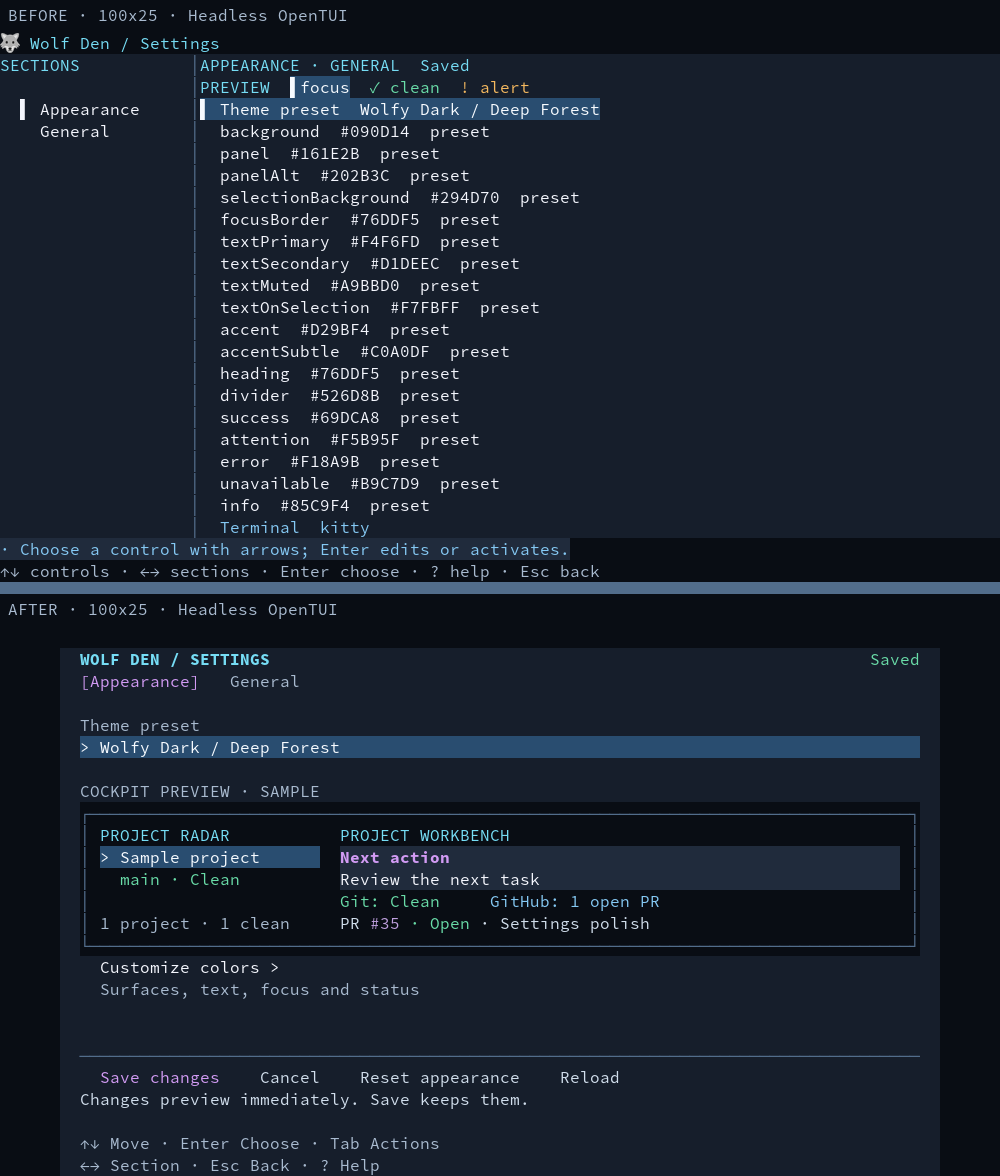 BEFORE · 100x25 · Headless OpenTUI
Wolf Den / Settings
SECTIONS
Appearance
General
APPEARANCE · GENERAL Saved
PREVIEW focus ✓ clean ! alert
Theme preset Wolfy Dark / Deep Forest
background #090D14 preset
panel #161E2B preset
panelAlt #202B3C preset
selectionBackground #294D70 preset
focusBorder #76DDF5 preset
textPrimary #F4F6FD preset
textSecondary #D1DEEC preset
textMuted #A9BBD0 preset
textOnSelection #F7FBFF preset
accent #D29BF4 preset
accentSubtle #C0A0DF preset
heading #76DDF5 preset
divider #526D8B preset
success #69DCA8 preset
attention #F5B95F preset
error #F18A9B preset
unavailable #B9C7D9 preset
info #85C9F4 preset
Terminal kitty
· Choose a control with arrows; Enter edits or activates.
↑↓ controls · ←→ sections · Enter choose · ? help · Esc back
AFTER · 100x25 · Headless OpenTUI
WOLF DEN / SETTINGS Saved
[Appearance] General
Theme preset
> Wolfy Dark / Deep Forest
COCKPIT PREVIEW · SAMPLE
PROJECT RADAR
> Sample project
main · Clean
1 project · 1 clean
PROJECT WORKBENCH
Next action
Review the next task
Git: Clean GitHub: 1 open PR
PR #35 · Open · Settings polish
Customize colors >
Surfaces, text, focus and status
Save changes Cancel Reset appearance Reload
Changes preview immediately. Save keeps them.
↑↓ Move · Enter Choose · Tab Actions
←→ Section · Esc Back · ? Help